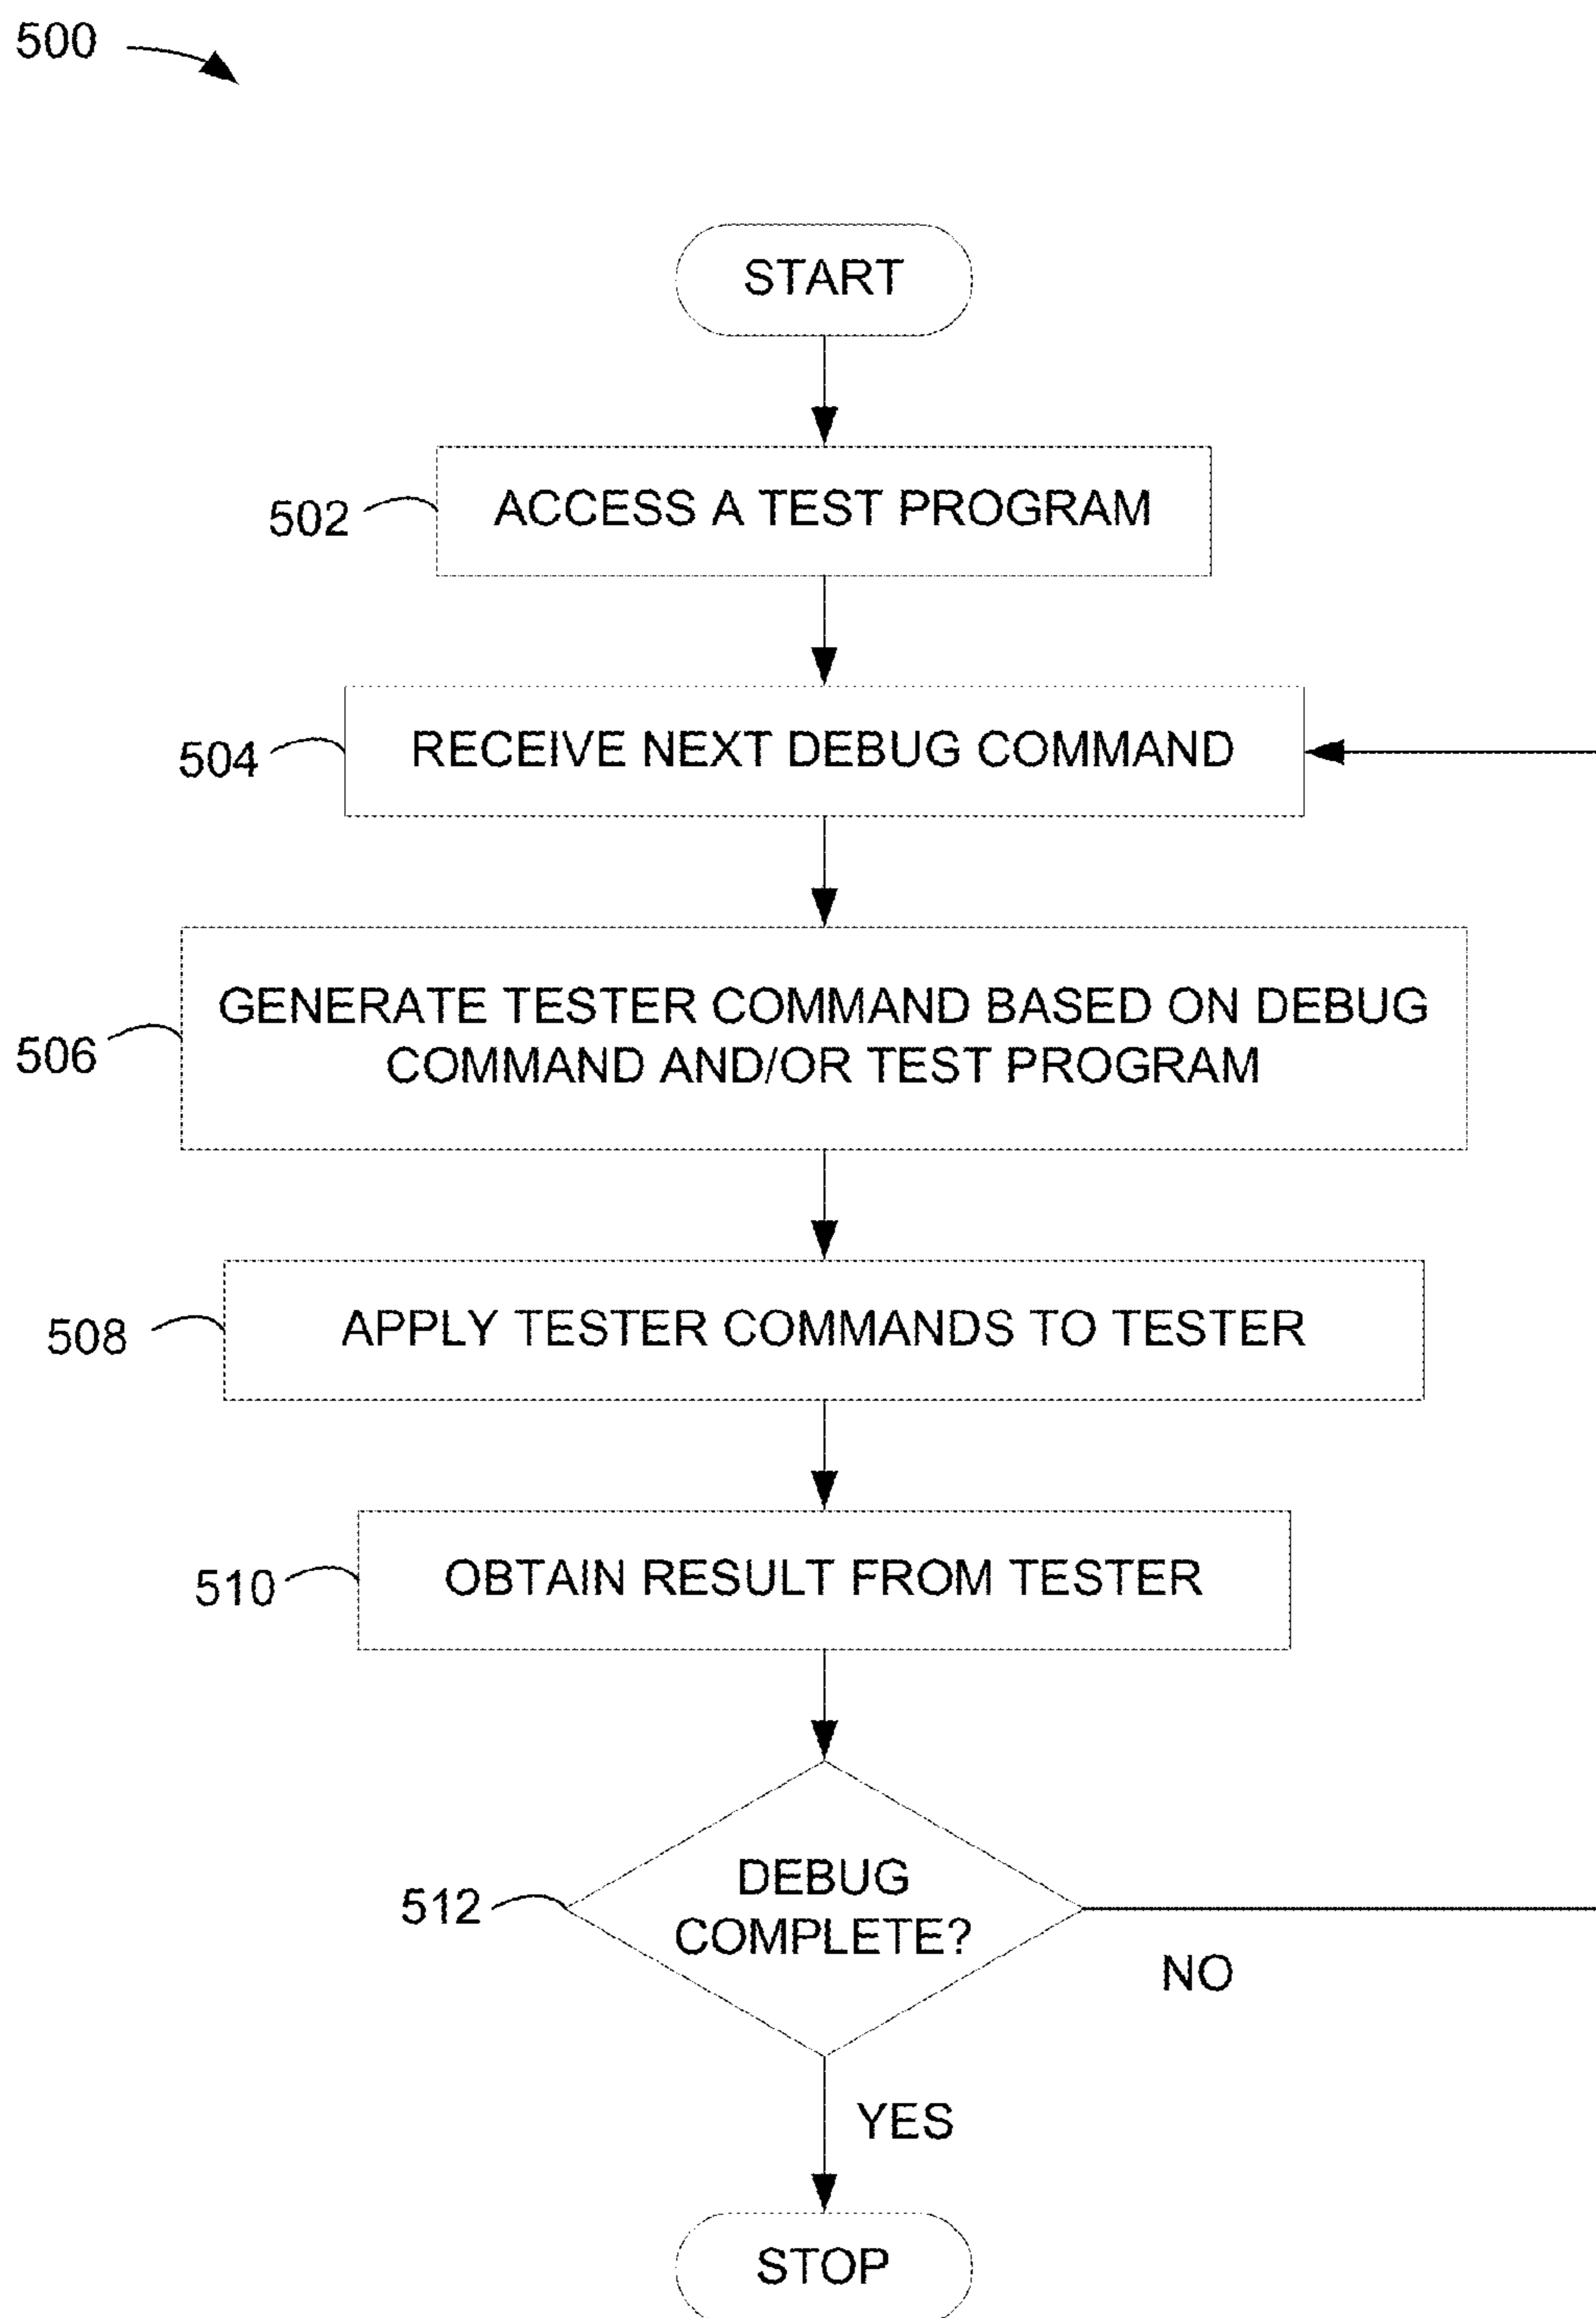 500
START
502
ACCESS A TEST PROGRAM
504
RECEIVE NEXT DEBUG COMMAND
506
GENERATE TESTER COMMAND BASED ON DEBUG
COMMAND AND/OR TEST PROGRAM
508
APPLY TESTER COMMANDS TO TESTER
510
OBTAIN RESULT FROM TESTER
512
DEBUG
COMPLETE?
NO
YES
STOP